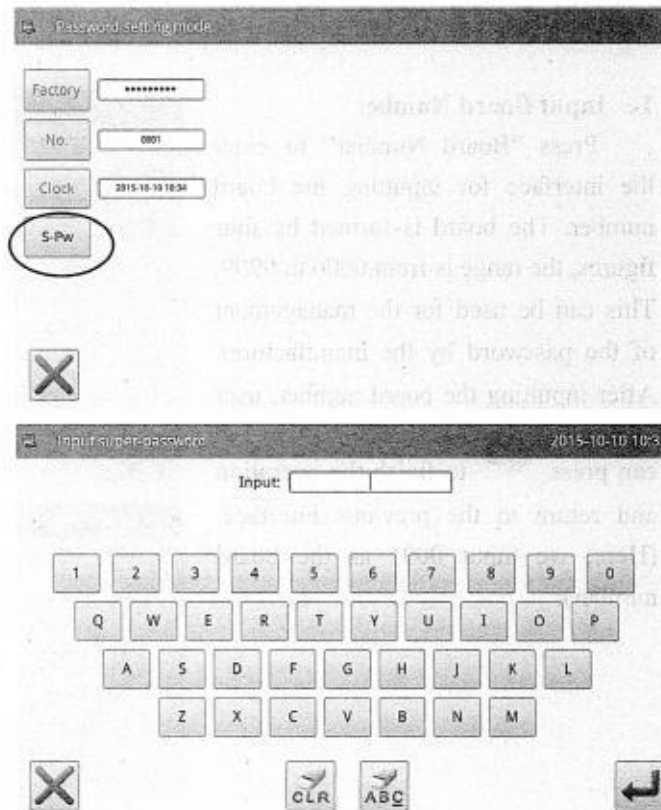 Password setting mode
Factory *********
No. 0001
Clock 2015-10-10 10:34
S-Pw
1- Input Board Number
Press "Board Number" to enter
the interface for inputting the board
number. The board is formed by four
figures, the range is from 0000 to 9999.
This can be used for the management
of the password by the manufacturer.
After inputting the board number, user
Input super-password 2015-10-10 10:3
can press to finish the operation
Input:
and return to the previous interface.
1 2 3 4 5 6 7 8 9 0
Q W E R T Y U I O P
A S D F G H J K L
Z X C V B N M
CLR ABC